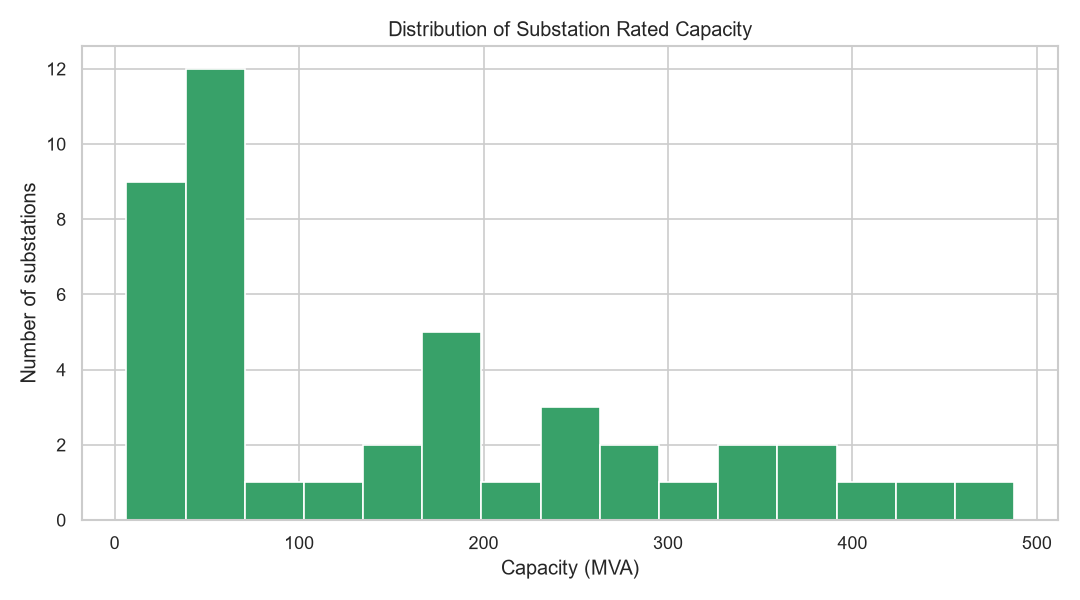 Distribution of Substation Rated Capacity
Number of substations
12
10
8
6
4
2
0
0 100 200 300 400 500
Capacity (MVA)